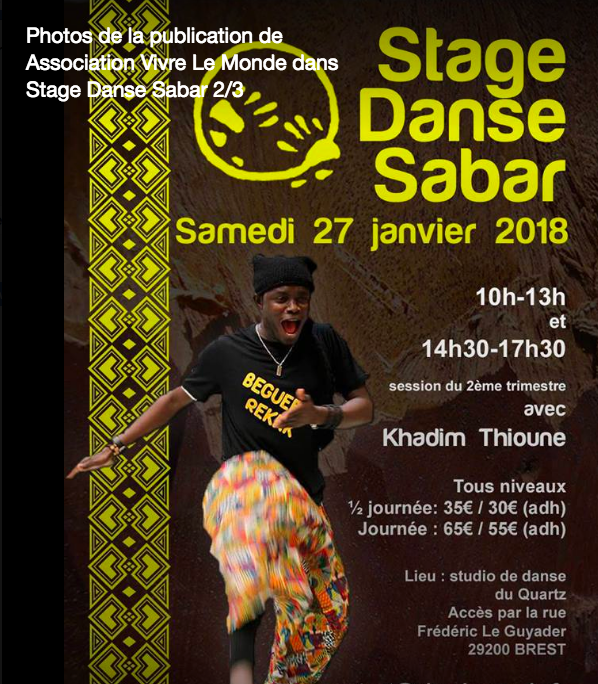 Photos de la publication de
Association Vivre Le Monde dans
Stage Danse Sabar 2/3
Stage
Danse
Sabar
Samedi 27 janvier 2018
10h-13h
et
14h30-17h30
session du 2ème trimestre
avec
Khadim Thioune
BEGUE
REKK
Tous niveaux
½ journée: 35€ / 30€ (adh)
Journée : 65€ / 55€ (adh)
Lieu : studio de danse
du Quartz
Accès par la rue
Frédéric Le Guyader
29200 BREST